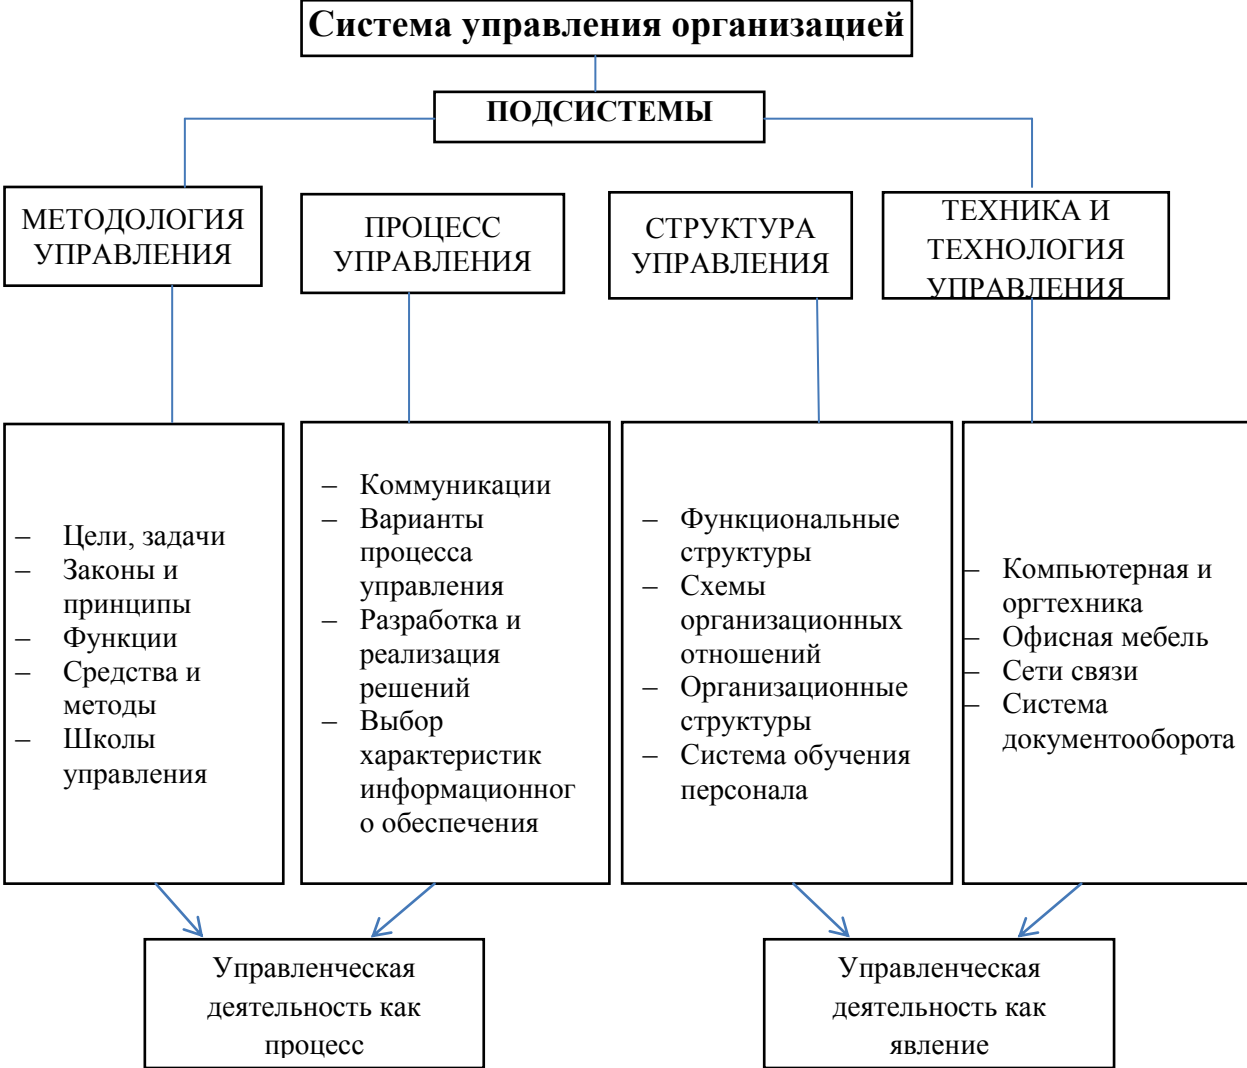 Система управления организацией
ПОДСИСТЕМЫ
МЕТОДОЛОГИЯ
УПРАВЛЕНИЯ
ПРОЦЕСС
УПРАВЛЕНИЯ
СТРУКТУРА
УПРАВЛЕНИЯ
ТЕХНИКА И
ТЕХНОЛОГИЯ
УПРАВЛЕНИЯ
– Цели, задачи
– Законы и
принципы
– Функции
– Средства и
методы
– Школы
управления
– Коммуникации
– Варианты
процесса
управления
– Разработка и
реализация
решений
– Выбор
характеристик
информационног
о обеспечения
– Функциональные
структуры
– Схемы
организационных
отношений
– Организационные
структуры
– Система обучения
персонала
– Компьютерная и
оргтехника
– Офисная мебель
– Сети связи
– Система
документооборота
Управленческая
деятельность как
процесс
Управленческая
деятельность как
явление